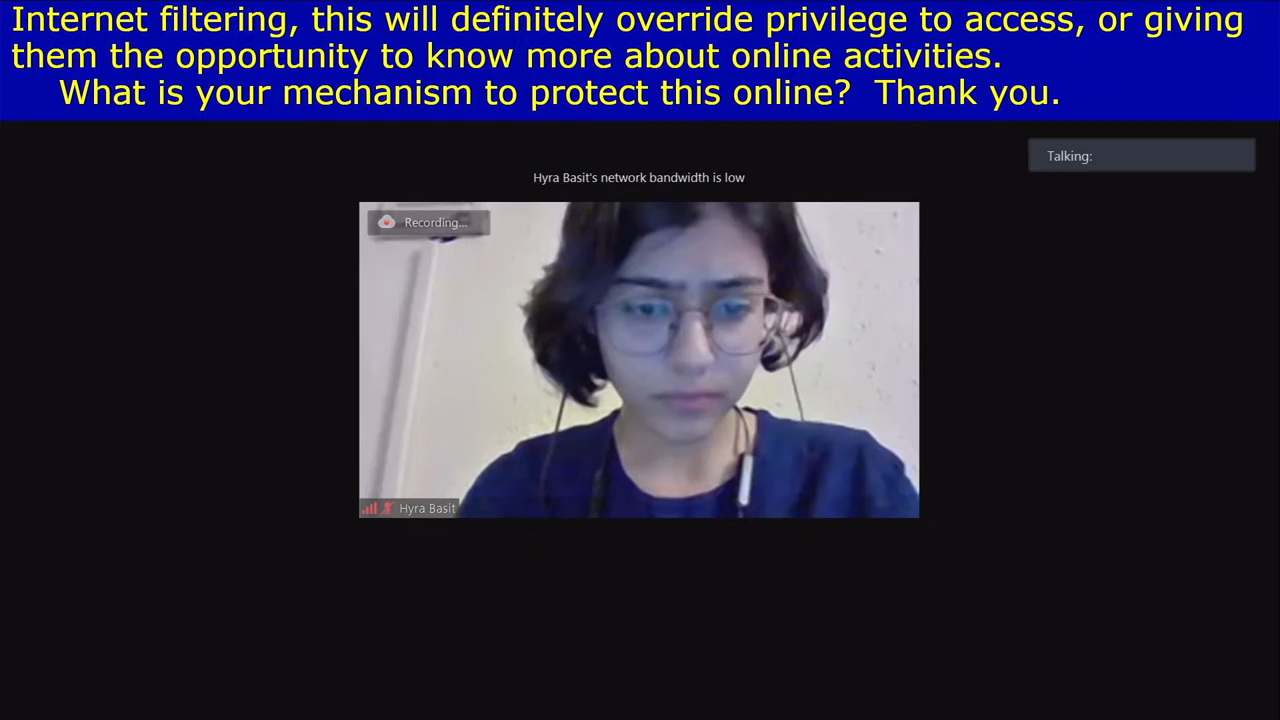 Internet filtering, this will definitely override privilege to access, or giving
them the opportunity to know more about online activities.
What is your mechanism to protect this online?  Thank you.
Talking:
Hyra Basit's network bandwidth is low
Recording...
Hyra Basit